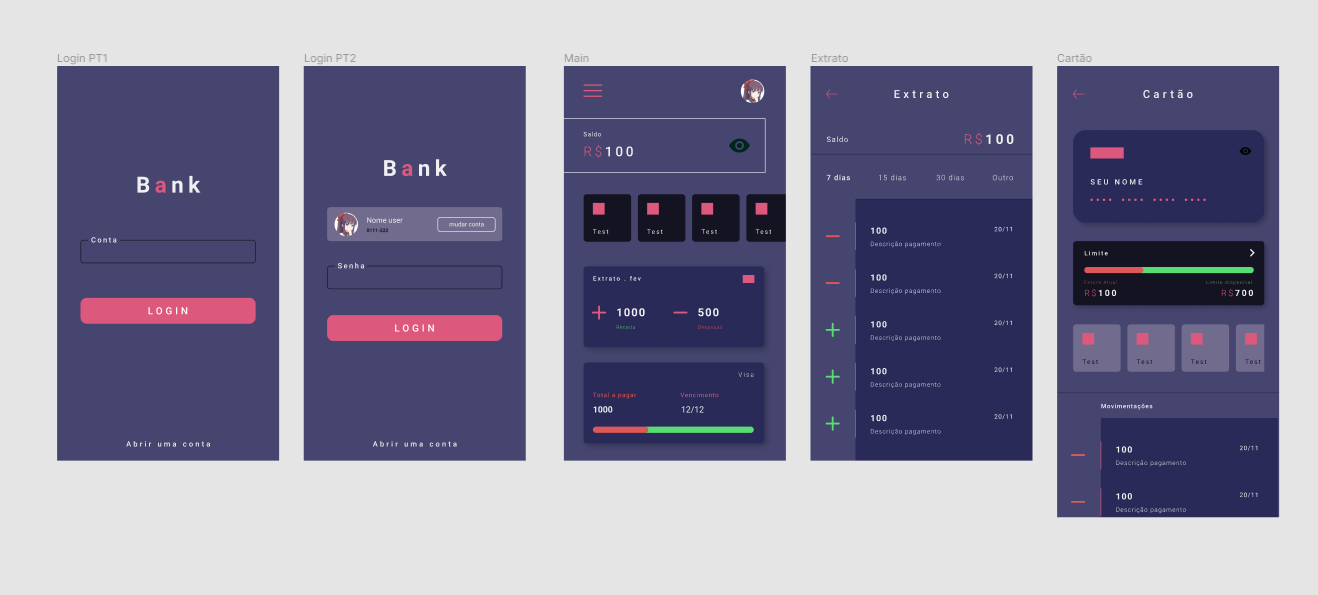 Login PT1
Bank
Conta
LOGIN
Abrir uma conta
Login PT2
Bank
Nome user
0111-222
mudar conta
Senha
LOGIN
Abrir uma conta
Main
Saldo
R$100
Test
Test
Test
Test
Extrato . fev
1000
500
Receita
Despesas
Visa
Total a pagar
Vencimento
1000
12/12
Extrato
Extrato
Saldo
R$100
7 dias
15 dias
30 dias
Outro
100
20/11
Descrição pagamento
100
20/11
Descrição pagamento
100
20/11
Descrição pagamento
100
20/11
Descrição pagamento
100
20/11
Descrição pagamento
Cartão
Cartão
SEU NOME
Limite
Fatura Atual
Limite disponivel
R$100
R$700
Test
Test
Test
Test
Movimentações
100
20/11
Descrição pagamento
100
20/11
Descrição pagamento